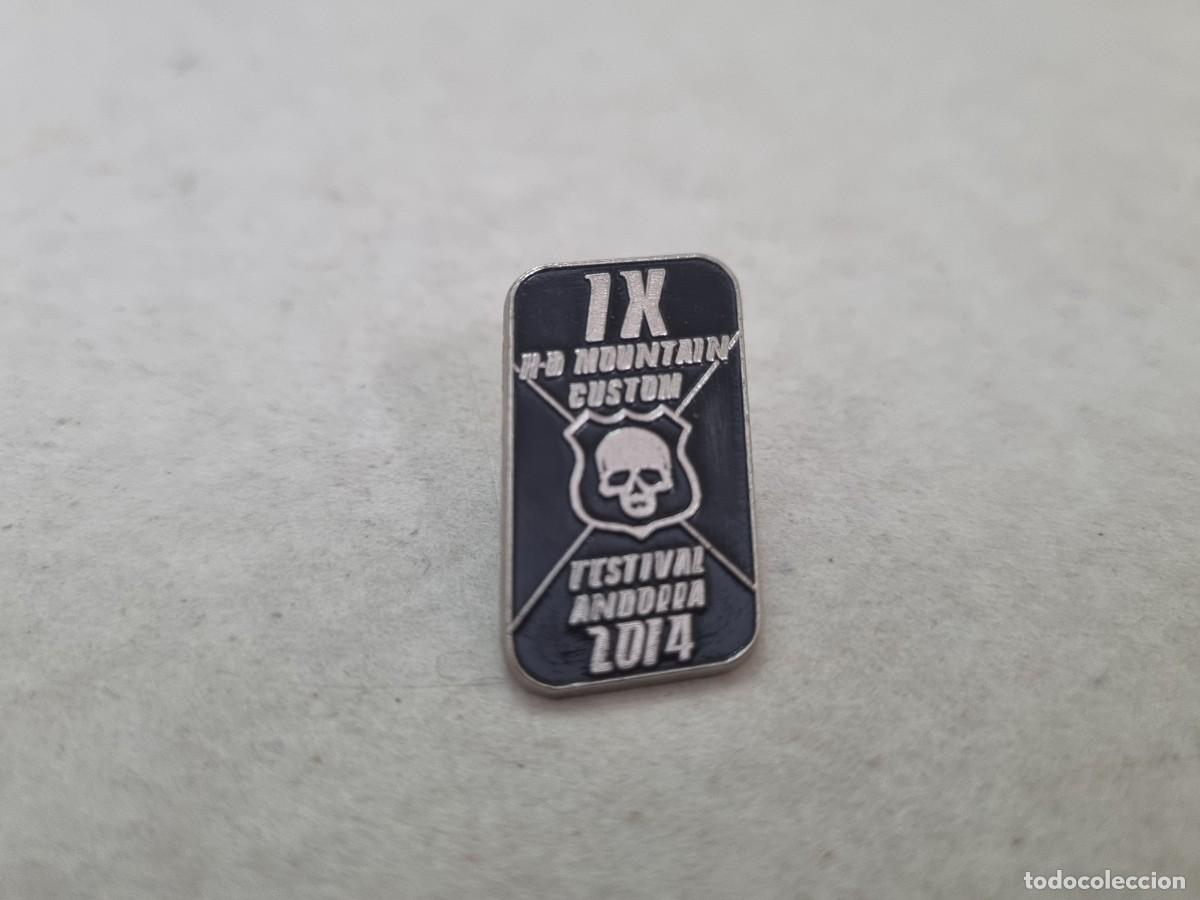 IX
H-D MOUNTAIN
CUSTOM
FESTIVAL
ANDORRA
2014
todocoleccion